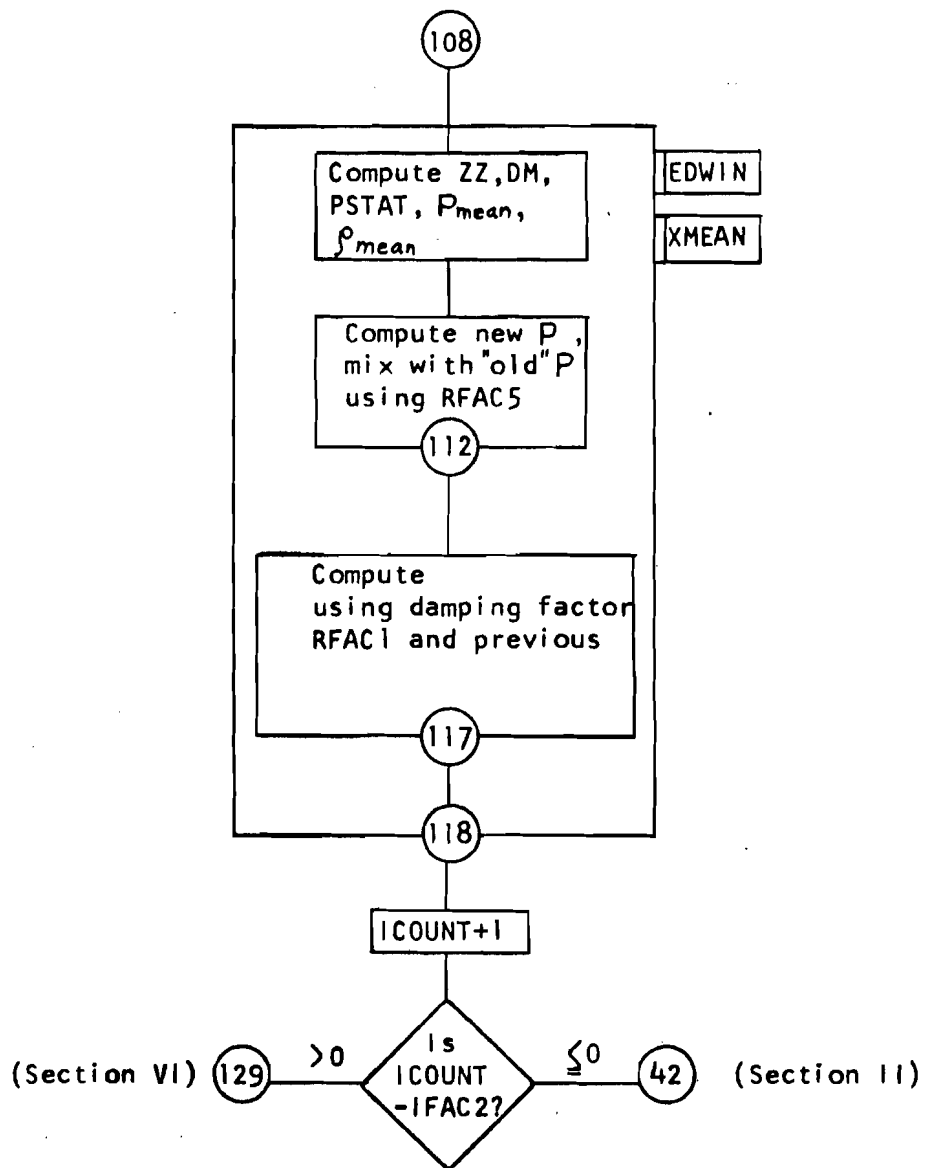 108
Compute ZZ,DM,
PSTAT, Pmean,
ρmean
EDWIN
XMEAN
Compute new P ,
mix with "old" P
using RFAC5
112
Compute
using damping factor
RFAC1 and previous
117
118
ICOUNT+1
Is
ICOUNT
-IFAC2?
(Section VI) 129 >0
≦0 42 (Section II)